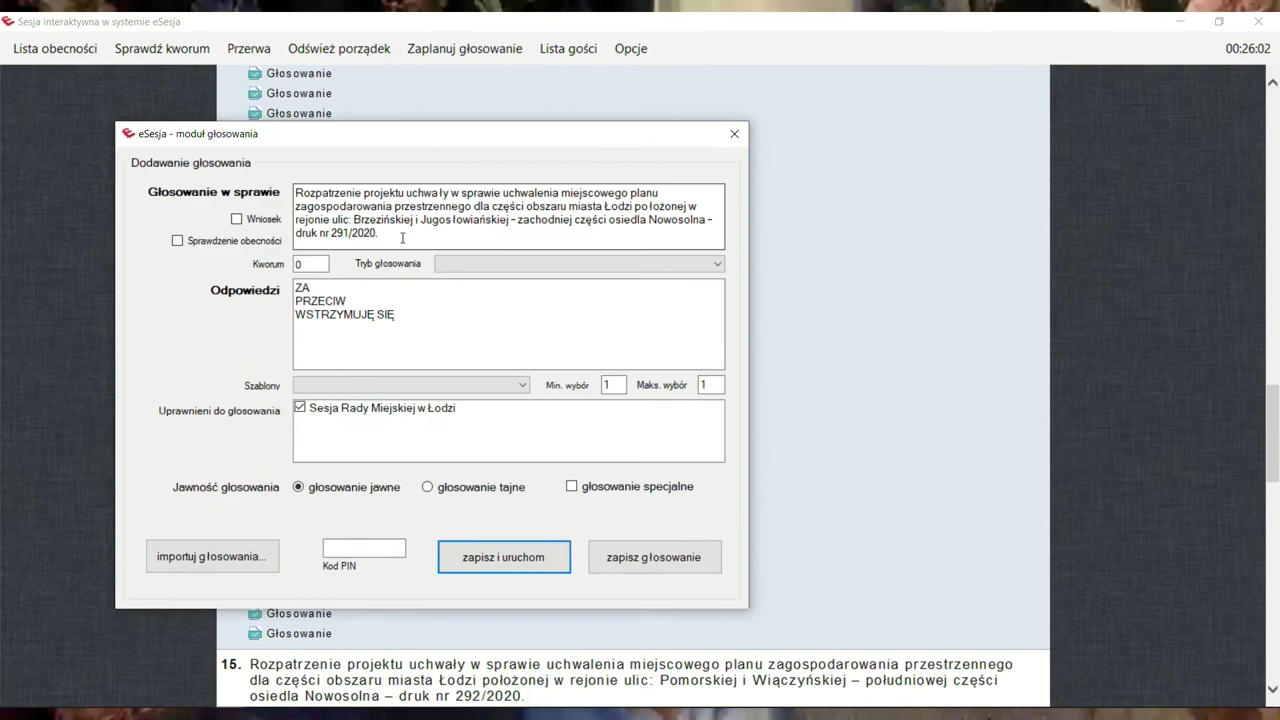 Sesja interaktywna w systemie eSesja
Lista obecności Sprawdź kworum Przerwa Odśwież porządek Zaplanuj głosowanie Lista gości Opcje 00:26:02
Głosowanie
Głosowanie
Głosowanie
eSesja - moduł głosowania
Dodawanie głosowania
Głosowanie w sprawie
Rozpatrzenie projektu uchwały w sprawie uchwalenia miejscowego planu
zagospodarowania przestrzennego dla części obszaru miasta Łodzi położonej w
rejonie ulic: Brzezińskiej i Jugosłowiańskiej – zachodniej części osiedla Nowosolna –
druk nr 291/2020.
Wniosek
Sprawdzenie obecności
Kworum 0 Tryb głosowania
Odpowiedzi
ZA
PRZECIW
WSTRZYMUJĘ SIĘ
Szablony Min. wybór 1 Maks. wybór 1
Uprawnieni do głosowania Sesja Rady Miejskiej w Łodzi
Jawność głosowania głosowanie jawne głosowanie tajne głosowanie specjalne
importuj głosowania... zapisz i uruchom zapisz głosowanie
Kod PIN
Głosowanie
Głosowanie
15. Rozpatrzenie projektu uchwały w sprawie uchwalenia miejscowego planu zagospodarowania przestrzennego
dla części obszaru miasta Łodzi położonej w rejonie ulic: Pomorskiej i Wiączyńskiej – południowej części
osiedla Nowosolna – druk nr 292/2020.